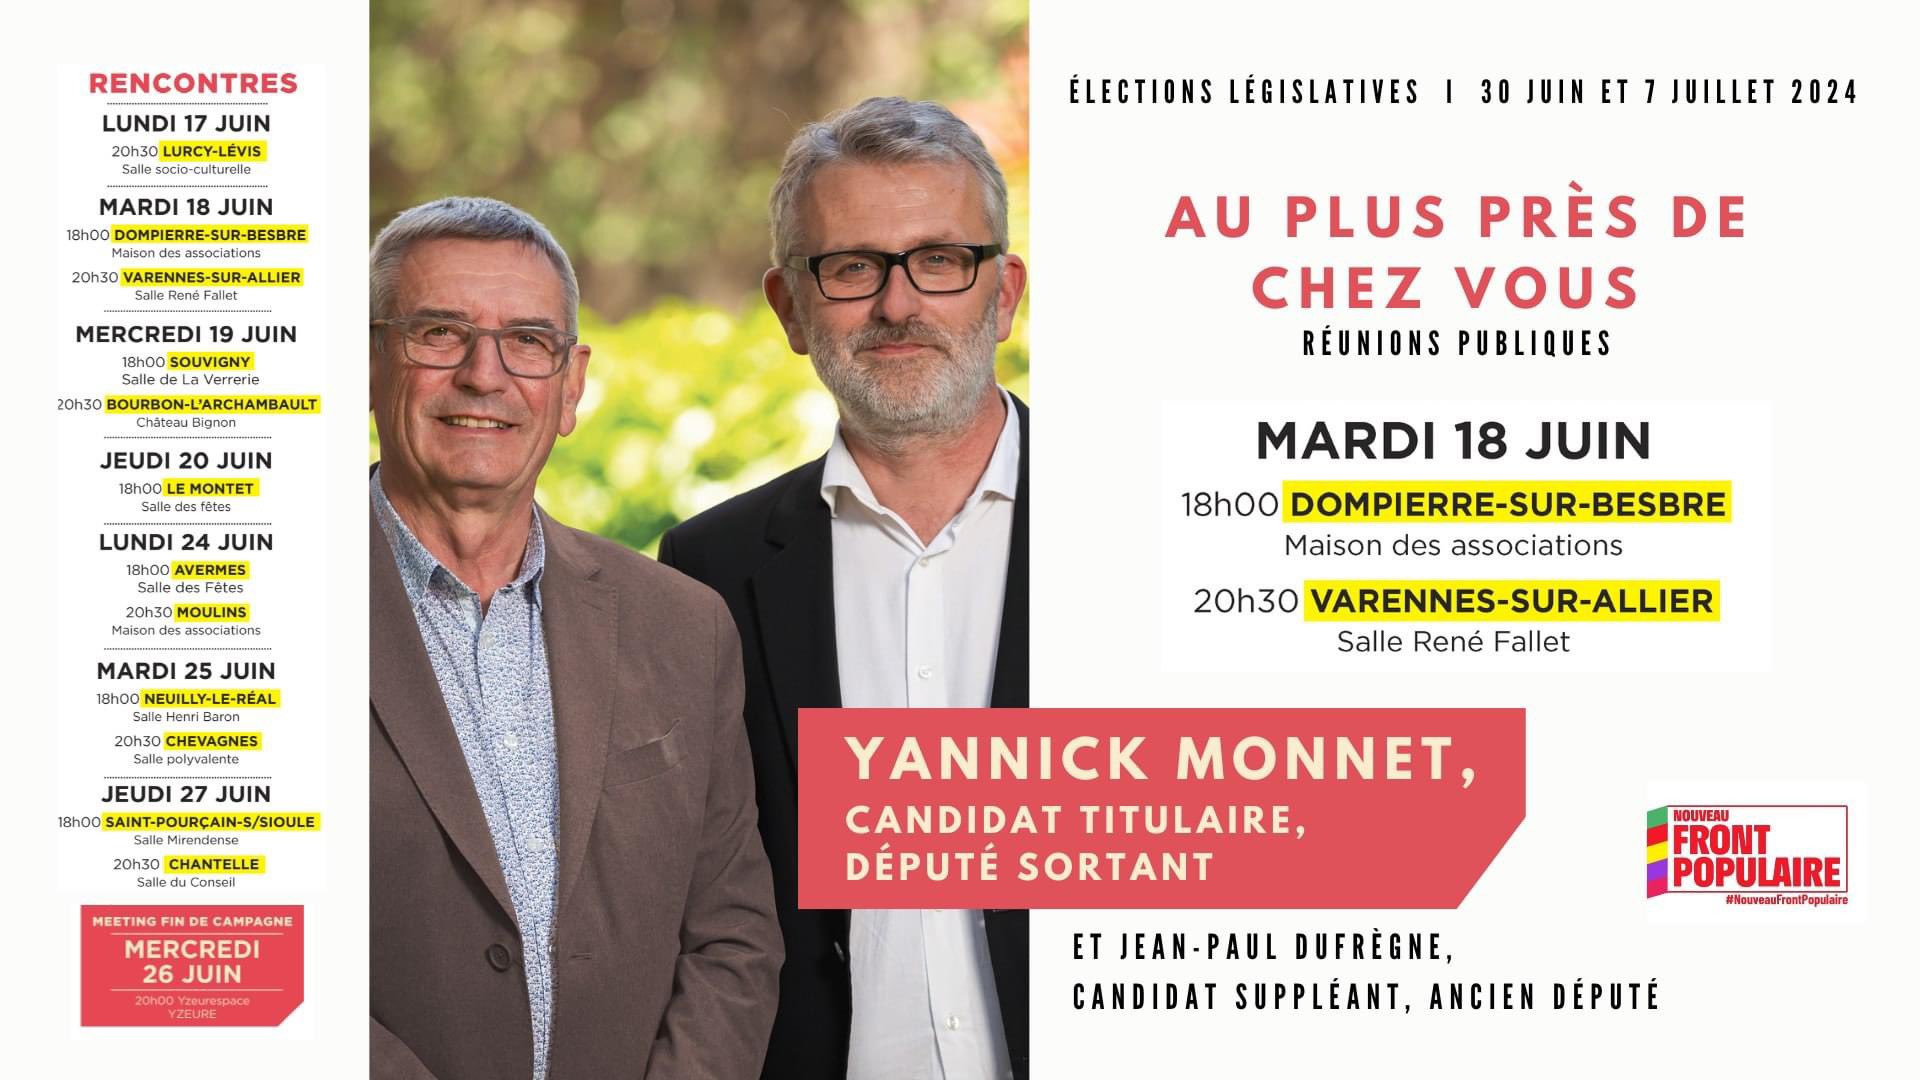 RENCONTRES
LUNDI 17 JUIN
20h30 LURCY-LÉVIS
Salle socio-culturelle
MARDI 18 JUIN
18h00 DOMPIERRE-SUR-BESBRE
Maison des associations
20h30 VARENNES-SUR-ALLIER
Salle René Fallet
MERCREDI 19 JUIN
18h00 SOUVIGNY
Salle de La Verrerie
20h30 BOURBON-L'ARCHAMBAULT
Château Bignon
JEUDI 20 JUIN
18h00 LE MONTET
Salle des fêtes
LUNDI 24 JUIN
18h00 AVERMES
Salle des Fêtes
20h30 MOULINS
Maison des associations
MARDI 25 JUIN
18h00 NEUILLY-LE-RÉAL
Salle Henri Baron
20h30 CHEVAGNES
Salle polyvalente
JEUDI 27 JUIN
18h00 SAINT-POURÇAIN-S/SIOULE
Salle Mirendense
20h30 CHANTELLE
Salle du Conseil
MEETING FIN DE CAMPAGNE
MERCREDI
26 JUIN
20h00 Yzeurespace
YZEURE
ÉLECTIONS LÉGISLATIVES I 30 JUIN ET 7 JUILLET 2024
AU PLUS PRÈS DE
CHEZ VOUS
RÉUNIONS PUBLIQUES
MARDI 18 JUIN
18h00 DOMPIERRE-SUR-BESBRE
Maison des associations
20h30 VARENNES-SUR-ALLIER
Salle René Fallet
YANNICK MONNET,
CANDIDAT TITULAIRE,
DÉPUTÉ SORTANT
ET JEAN-PAUL DUFRÈGNE,
CANDIDAT SUPPLÉANT, ANCIEN DÉPUTÉ
NOUVEAU
FRONT
POPULAIRE
#NouveauFrontPopulaire